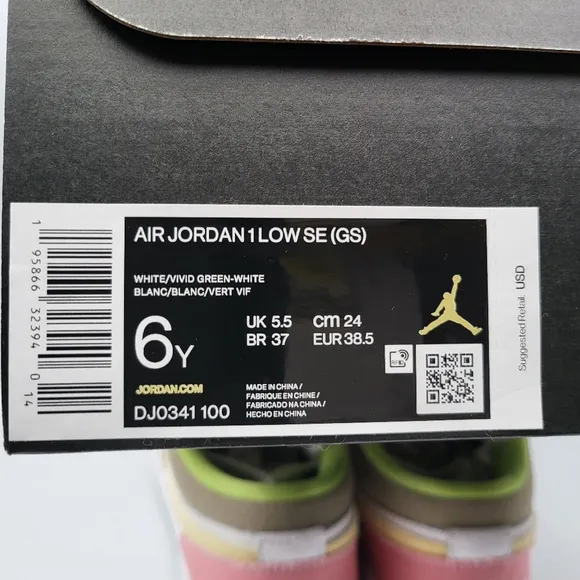 AIR JORDAN 1 LOW SE (GS)
WHITE/VIVID GREEN-WHITE
BLANC/BLANC/VERT VIF
6Y
UK 5.5 cm 24
BR 37 EUR 38.5
RFID
JORDAN.COM
DJ0341 100
MADE IN CHINA /
FABRIQUE EN CHINE /
FABRICADO NA CHINA /
HECHO EN CHINA
1 95866 32394 0 14
Suggested Retail: USD